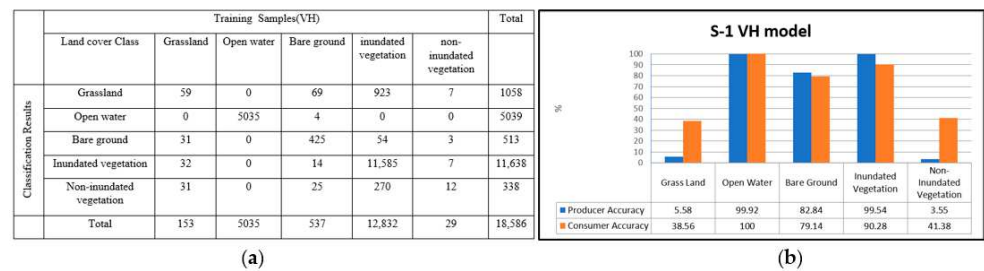 Training Samples(VH) Total
Land cover Class Grassland Open water Bare ground inundated vegetation non-inundated vegetation
Classification Results
Grassland 59 0 69 923 7 1058
Open water 0 5035 4 0 0 5039
Bare ground 31 0 425 54 3 513
Inundated vegetation 32 0 14 11,585 7 11,638
Non-inundated vegetation 31 0 25 270 12 338
Total 153 5035 537 12,832 29 18,586
(a)
S-1 VH model
%
100
90
80
70
60
50
40
30
20
10
0
Grass Land Open Water Bare Ground Inundated Vegetation Non-Inundated Vegetation
Producer Accuracy 5.58 99.92 82.84 99.54 3.55
Consumer Accuracy 38.56 100 79.14 90.28 41.38
(b)